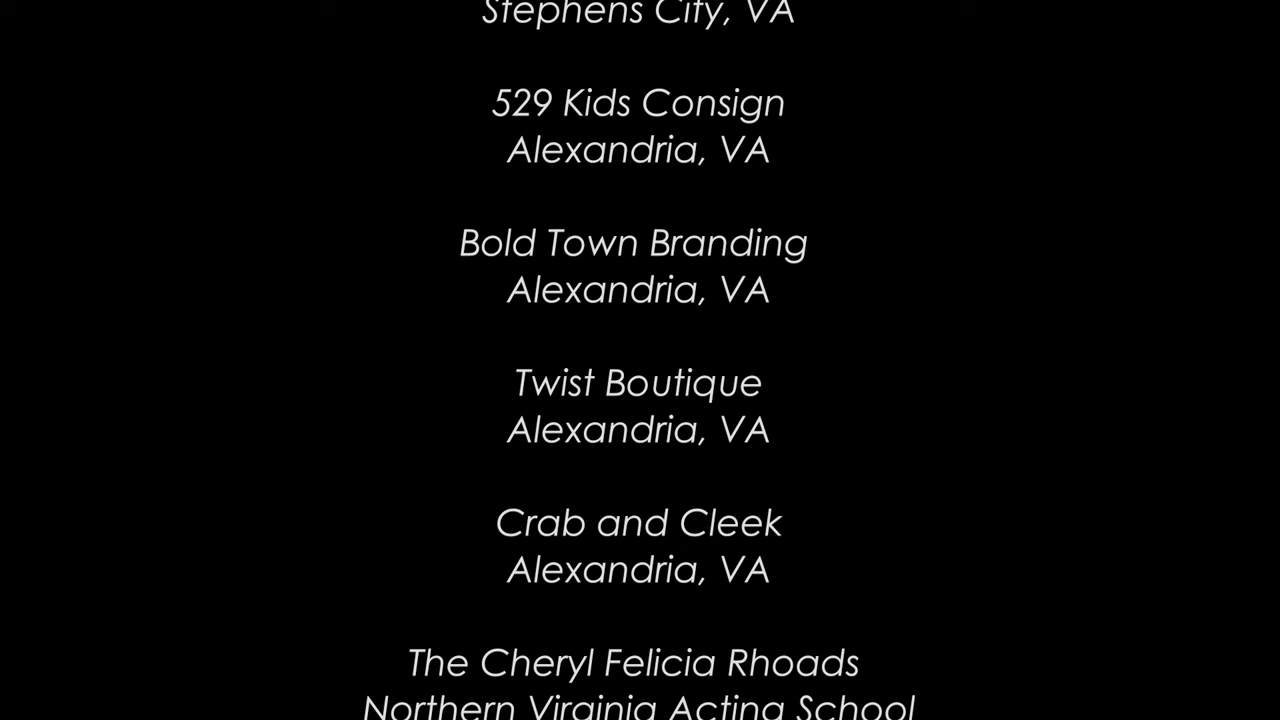 Stephens City, VA
529 Kids Consign
Alexandria, VA
Bold Town Branding
Alexandria, VA
Twist Boutique
Alexandria, VA
Crab and Cleek
Alexandria, VA
The Cheryl Felicia Rhoads
Northern Virginia Acting School